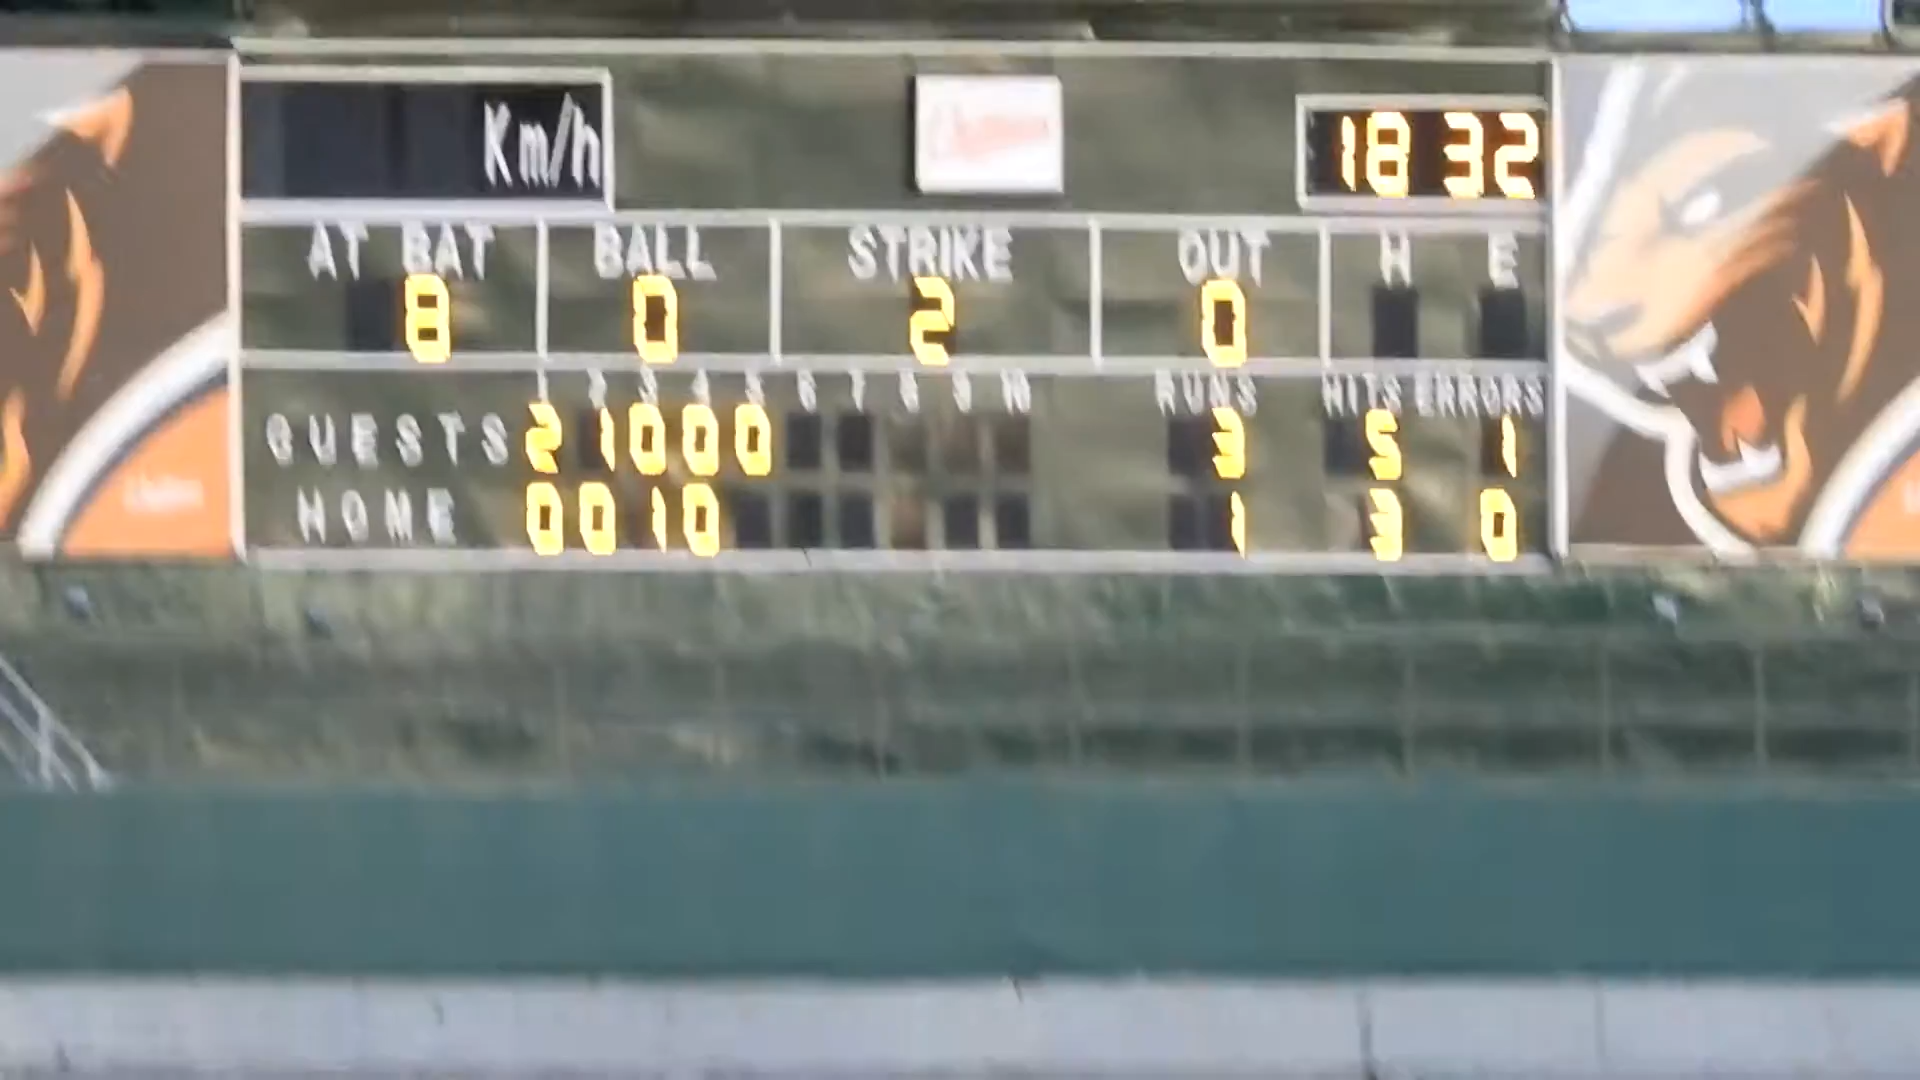 Km/h
18 32
AT BAT BALL STRIKE OUT H E
8 0 2 0
1 2 3 4 5 6 7 8 9 10 RUNS HITS ERRORS
GUESTS 2 1 0 0 0 3 5 1
HOME 0 0 1 0 1 3 0